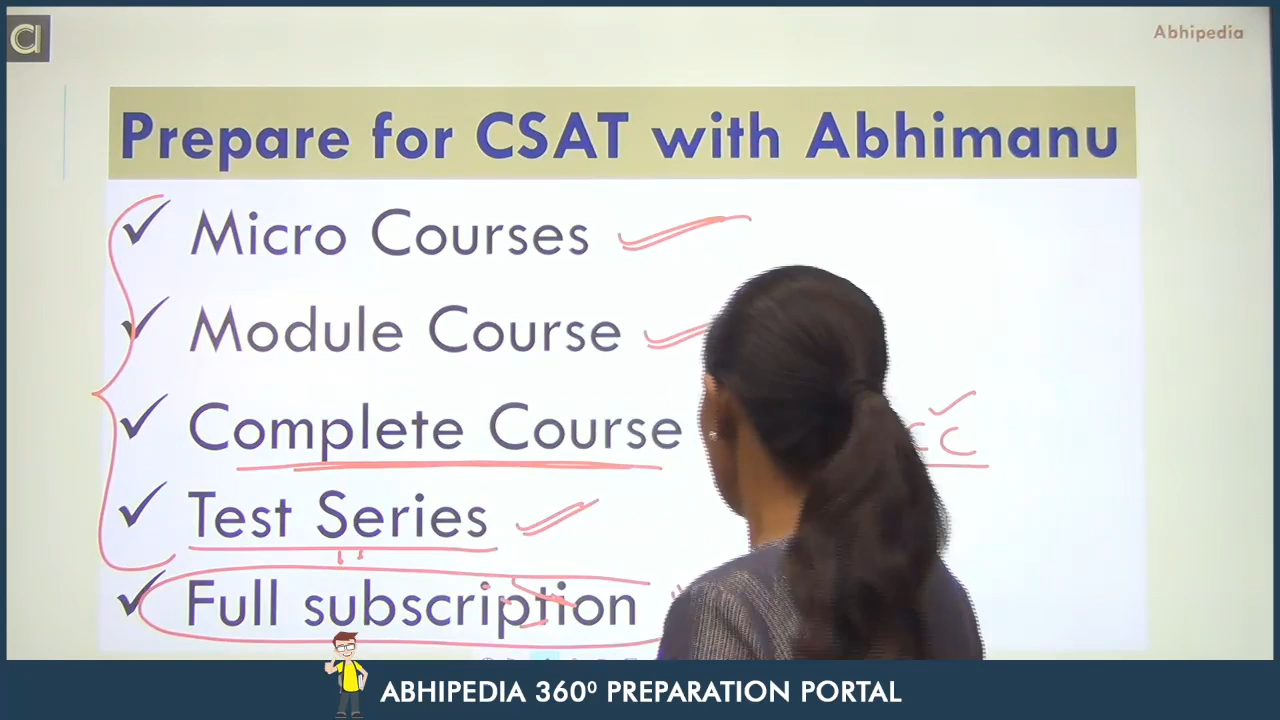 Abhipedia
Prepare for CSAT with Abhimanu
Micro Courses
Module Course
Complete Course
CC
Test Series
Full subscription
ABHIPEDIA 360⁰ PREPARATION PORTAL